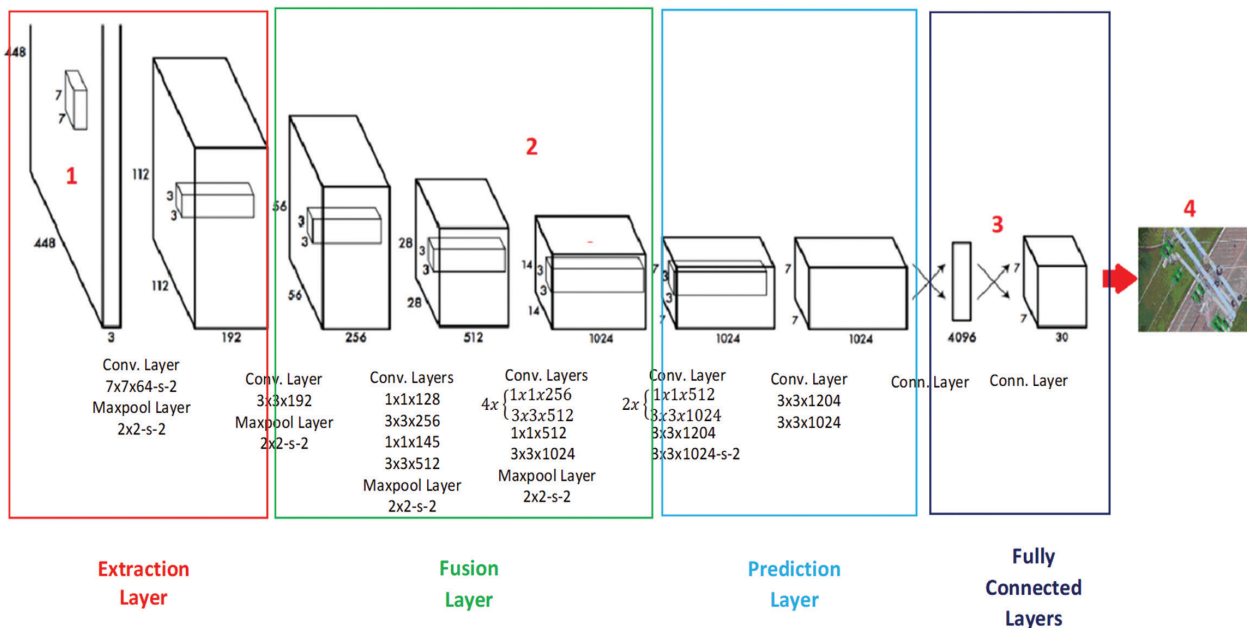 448
7
7
1
448
3
112
3
3
112
192
56
3
3
56
256
2
28
3
3
28
512
14
3
3
14
1024
7
3
3
7
1024
7
7
1024
4096
3
7
7
30
4
Conv. Layer
7x7x64-s-2
Maxpool Layer
2x2-s-2
Conv. Layer
3x3x192
Maxpool Layer
2x2-s-2
Conv. Layers
1x1x128
3x3x256
1x1x145
3x3x512
Maxpool Layer
2x2-s-2
Conv. Layers
4x { 1x1x256
3x3x512
1x1x512
3x3x1024
Maxpool Layer
2x2-s-2
Conv. Layer
2x { 1x1x512
3x3x1024
3x3x1204
3x3x1024-s-2
3x3x1204
3x3x1024
Conn. Layer
Conn. Layer
Extraction
Layer
Fusion
Layer
Prediction
Layer
Fully
Connected
Layers